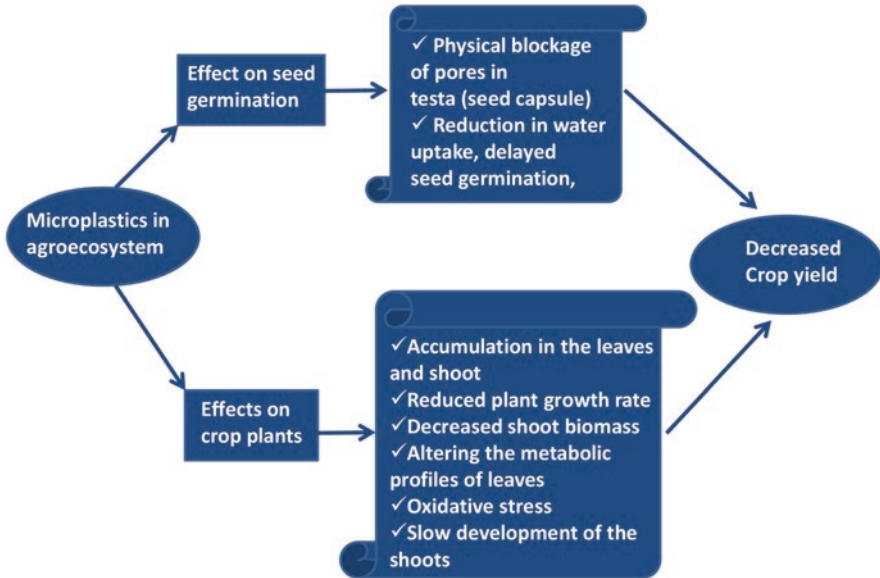 Effect on seed
germination
✓ Physical blockage
of pores in
testa (seed capsule)
✓ Reduction in water
uptake, delayed
seed germination,
Microplastics in
agroecosystem
Decreased
Crop yield
Effects on
crop plants
✓Accumulation in the leaves
and shoot
✓Reduced plant growth rate
✓Decreased shoot biomass
✓Altering the metabolic
profiles of leaves
✓Oxidative stress
✓Slow development of the
shoots